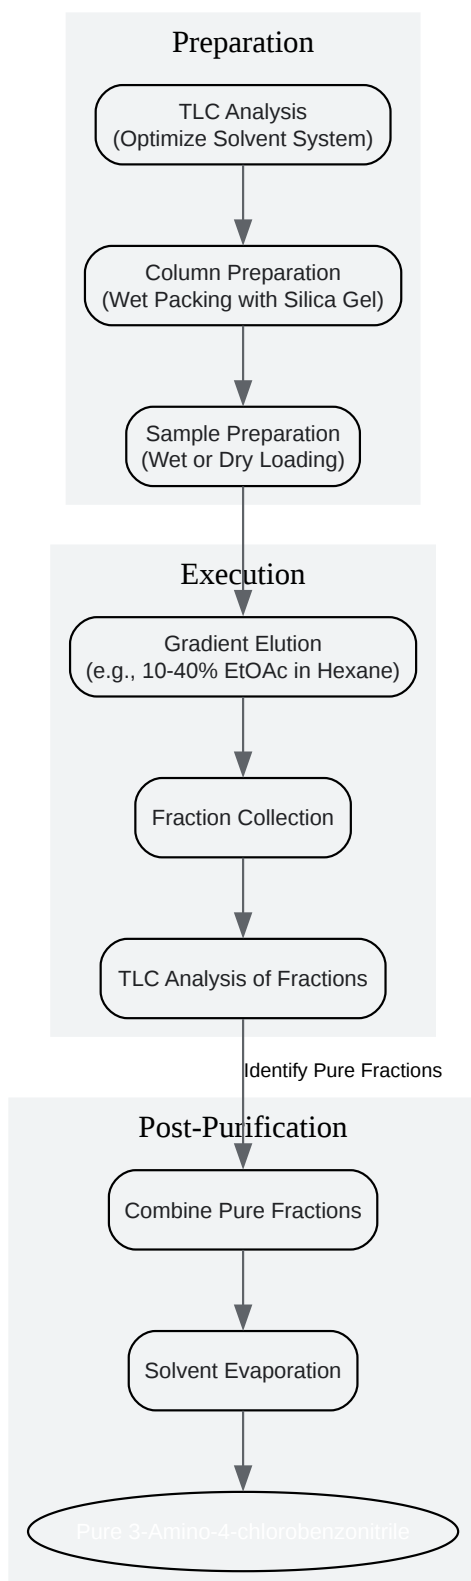 Preparation
TLC Analysis
(Optimize Solvent System)
Column Preparation
(Wet Packing with Silica Gel)
Sample Preparation
(Wet or Dry Loading)
Execution
Gradient Elution
(e.g., 10-40% EtOAc in Hexane)
Fraction Collection
TLC Analysis of Fractions
Identify Pure Fractions
Post-Purification
Combine Pure Fractions
Solvent Evaporation
Pure 3-Amino-4-chlorobenzonitrile